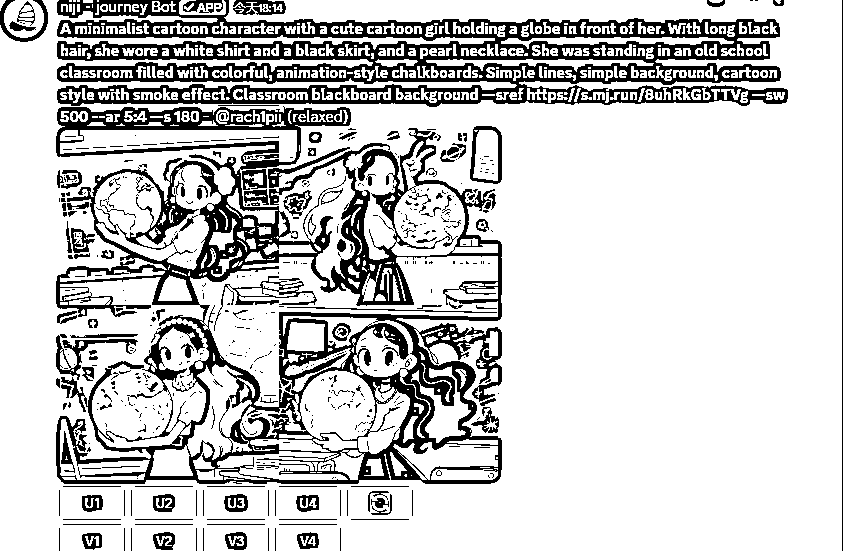 niji - journey Bot ✓ APP 今天18:14
A minimalist cartoon character with a cute cartoon girl holding a globe in front of her. With long black
hair, she wore a white shirt and a black skirt, and a pearl necklace. She was standing in an old school
classroom filled with colorful, animation-style chalkboards. Simple lines, simple background, cartoon
style with smoke effect. Classroom blackboard background —sref https://s.mj.run/8uhRkGbTTVg —sw
500 --ar 5:4 —s 180 - @rach1pii (relaxed)
U1 U2 U3 U4
V1 V2 V3 V4